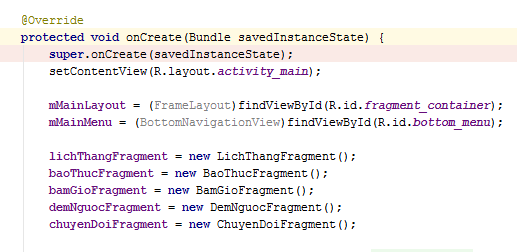 @Override
protected void onCreate(Bundle savedInstanceState) {
super.onCreate(savedInstanceState);
setContentView(R.layout.activity_main);
mMainLayout = (FrameLayout)findViewById(R.id.fragment_container);
mMainMenu = (BottomNavigationView)findViewById(R.id.bottom_menu);
lichThangFragment = new LichThangFragment();
baoThucFragment = new BaoThucFragment();
bamGioFragment = new BamGioFragment();
demNguocFragment = new DemNguocFragment();
chuyenDoiFragment = new ChuyenDoiFragment();